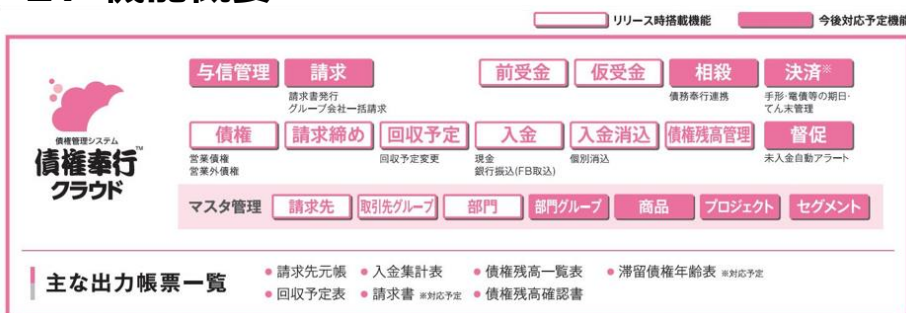 リリース時搭載機能 今後対応予定機能
与信管理 請求 前受金 仮受金 相殺 決済※
請求書発行
グループ会社一括請求
債務奉行連携
手形・電債等の期日・
てん末管理
債権管理システム
債権奉行™
クラウド
債権 請求締め 回収予定 入金 入金消込 債権残高管理 督促
営業債権
営業外債権
回収予定変更
現金
銀行振込(FB取込)
個別消込
未入金自動アラート
マスタ管理 請求先 取引先グループ 部門 部門グループ 商品 プロジェクト セグメント
主な出力帳票一覧
●請求先元帳 ●入金集計表 ●債権残高一覧表 ●滞留債権年齢表 ※対応予定
●回収予定表 ●請求書 ※対応予定 ●債権残高確認書